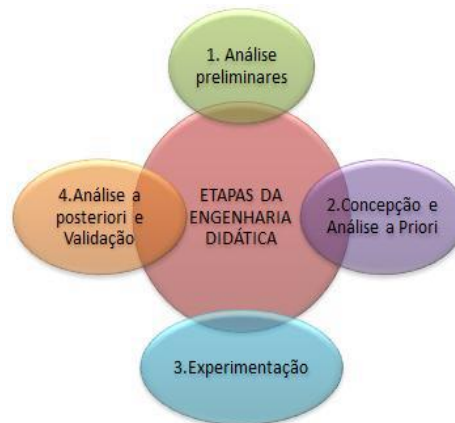 1. Análise
preliminares
ETAPAS DA
ENGENHARIA
DIDÁTICA
2.Concepção e
Análise a Priori
3.Experimentação
4.Análise a
posteriori e
Validação